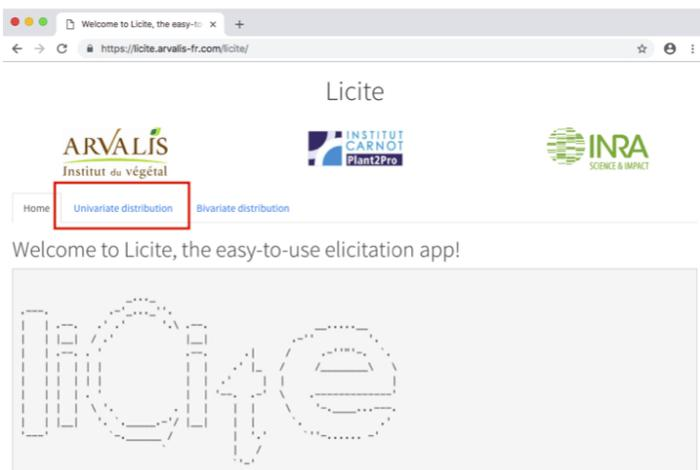 Welcome to Licite, the easy-to
https://licite.arvalis-fr.com/licite/
Licite
ARVALIS
Institut du végétal
INSTITUT
CARNOT
Plant2Pro
INRA
SCIENCE & IMPACT
Home Univariate distribution Bivariate distribution
Welcome to Licite, the easy-to-use elicitation app!
licite